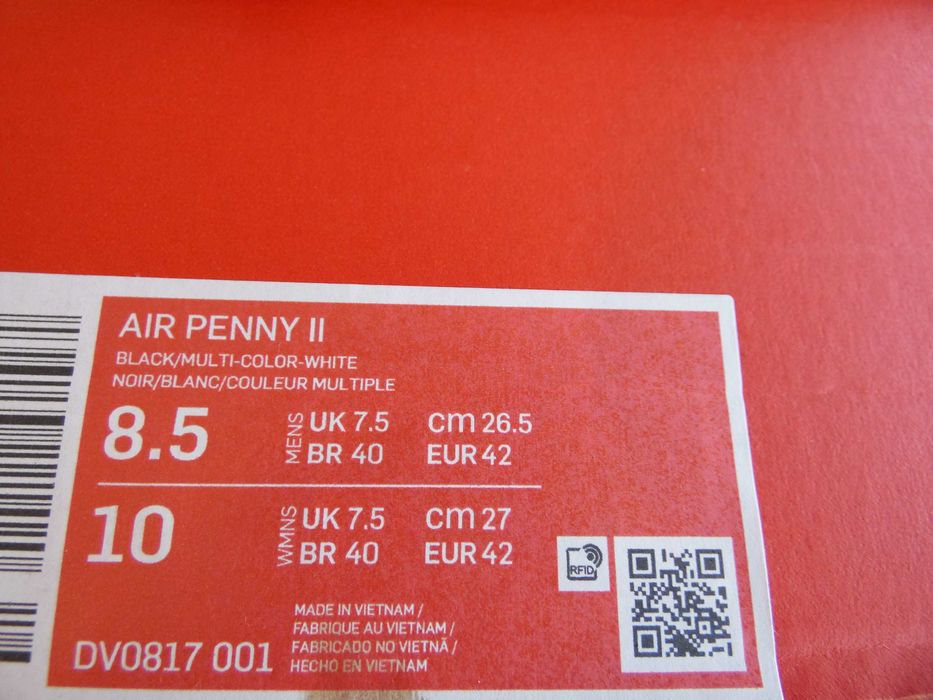 AIR PENNY II
BLACK/MULTI-COLOR-WHITE
NOIR/BLANC/COULEUR MULTIPLE
8.5 MENS UK 7.5 cm 26.5
BR 40 EUR 42
10 WMNS UK 7.5 cm 27
BR 40 EUR 42
RFID
MADE IN VIETNAM /
FABRIQUE AU VIETNAM /
FABRICADO NO VIETNÃ /
HECHO EN VIETNAM
DV0817 001